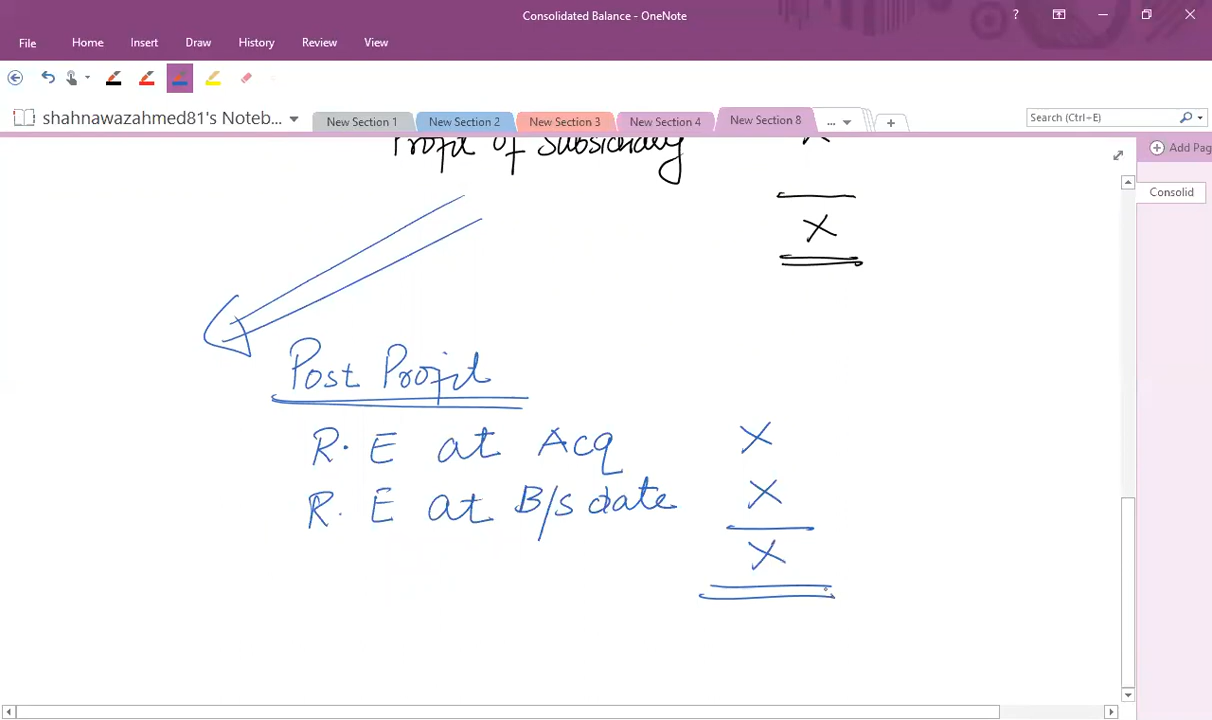 Consolidated Balance - OneNote
?
File Home Insert Draw History Review View
shahnawazahmed81's Noteb... New Section 1 New Section 2 New Section 3 New Section 4 New Section 8 ... Search (Ctrl+E)
Add Pag
Consolid
Profit of Subsidiary X
X
Post Profit
R.E at Acq X
R.E at B/s date X
X